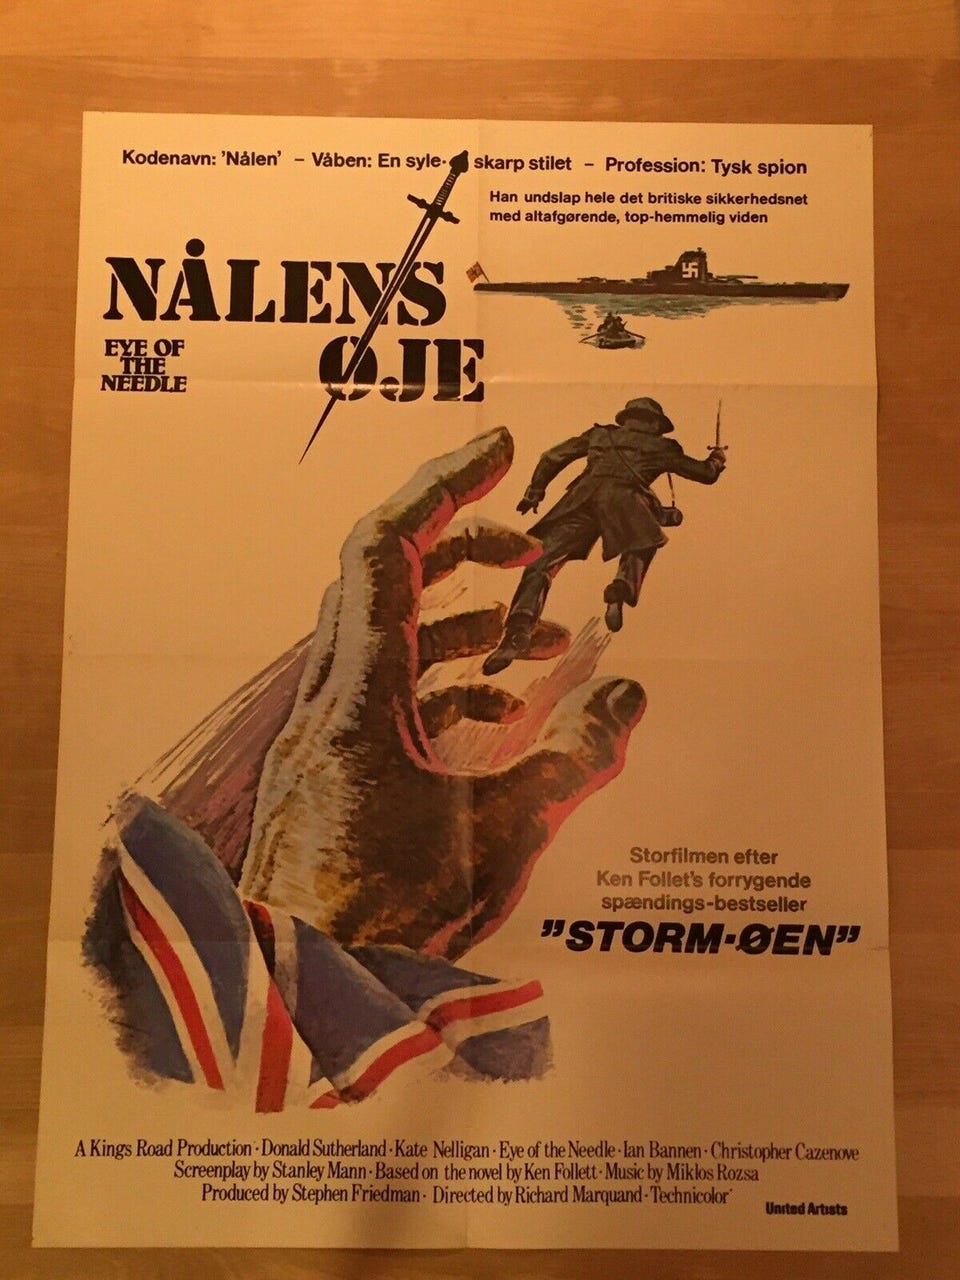 Kodenavn: 'Nålen' – Våben: En syle-skarp stilet – Profession: Tysk spion
Han undslap hele det britiske sikkerhedsnet
med altafgørende, top-hemmelig viden
NÅLENS
ØJE
EYE OF
THE
NEEDLE
Storfilmen efter
Ken Follet's forrygende
spændings-bestseller
"STORM-ØEN"
A Kings Road Production · Donald Sutherland · Kate Nelligan · Eye of the Needle · Ian Bannen · Christopher Cazenove
Screenplay by Stanley Mann · Based on the novel by Ken Follett · Music by Miklos Rozsa
Produced by Stephen Friedman · Directed by Richard Marquand · Technicolor
United Artists